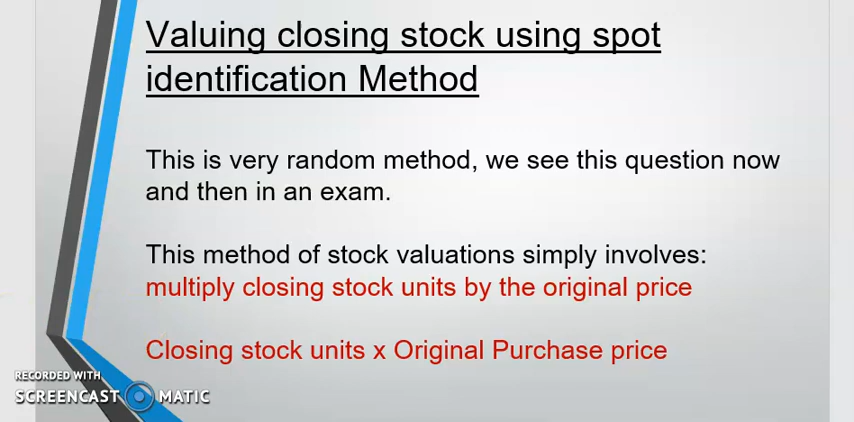 Valuing closing stock using spot
identification Method
This is very random method, we see this question now
and then in an exam.
This method of stock valuations simply involves:
multiply closing stock units by the original price
Closing stock units x Original Purchase price
RECORDED WITH
SCREENCAST MATIC